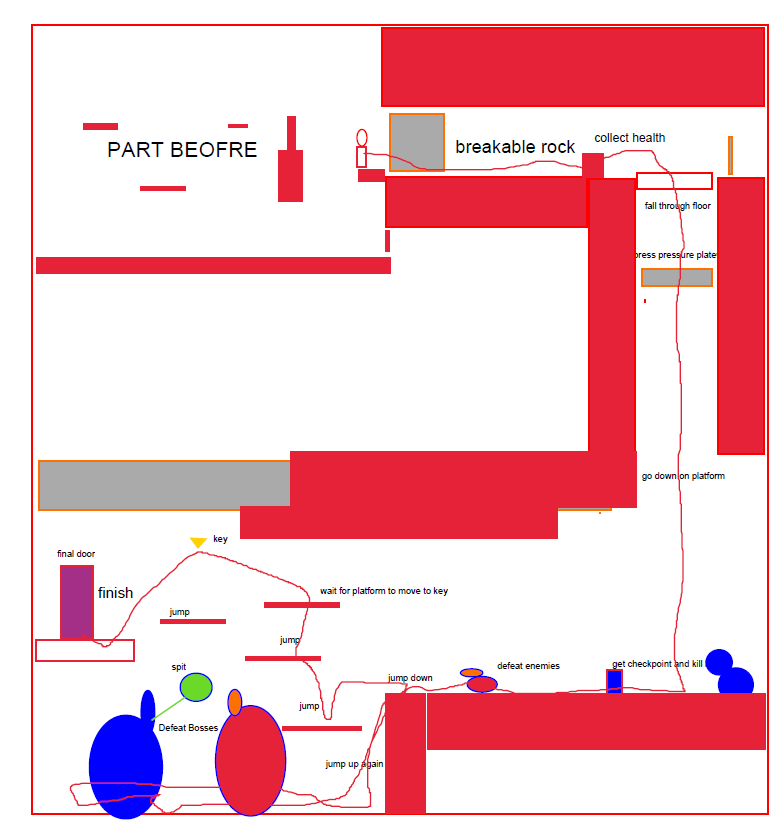 collect health
PART BEOFRE
breakable rock
fall through floor
press pressure plate
go down on platform
key
final door
finish
wait for platform to move to key
jump
jump
spit
defeat enemies
get checkpoint and kill
jump down
jump
Defeat Bosses
jump up again